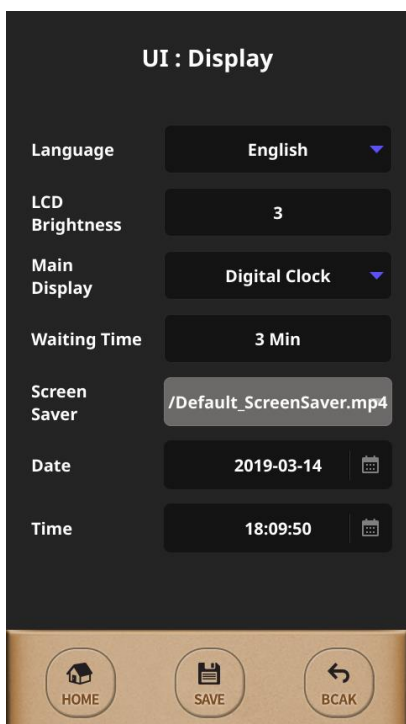 UI : Display
Language
English
LCD
Brightness
3
Main
Display
Digital Clock
Waiting Time
3 Min
Screen
Saver
/Default_ScreenSaver.mp4
Date
2019-03-14
Time
18:09:50
HOME
SAVE
BCAK